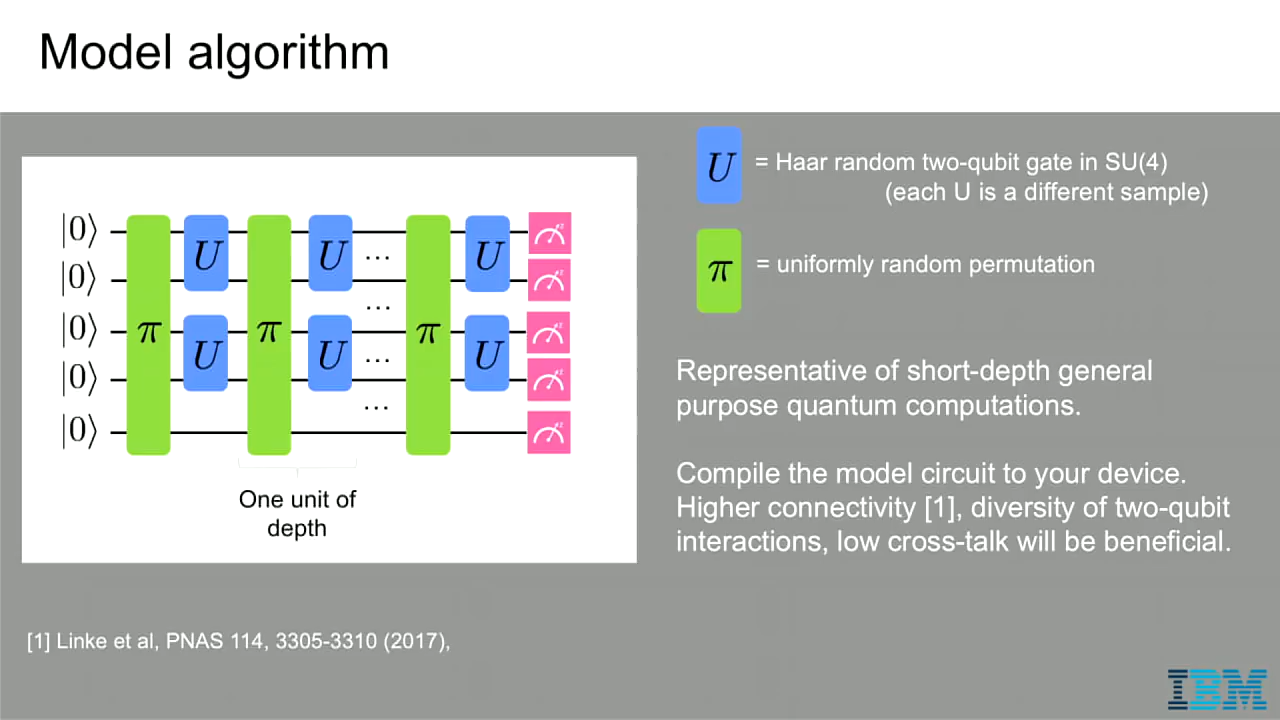 Model algorithm
U = Haar random two-qubit gate in SU(4)
(each U is a different sample)
π = uniformly random permutation
|0⟩
|0⟩
|0⟩
|0⟩
|0⟩
π U U π U U ... π U U
...
...
...
One unit of
depth
Representative of short-depth general
purpose quantum computations.
Compile the model circuit to your device.
Higher connectivity [1], diversity of two-qubit
interactions, low cross-talk will be beneficial.
[1] Linke et al, PNAS 114, 3305-3310 (2017),
IBM